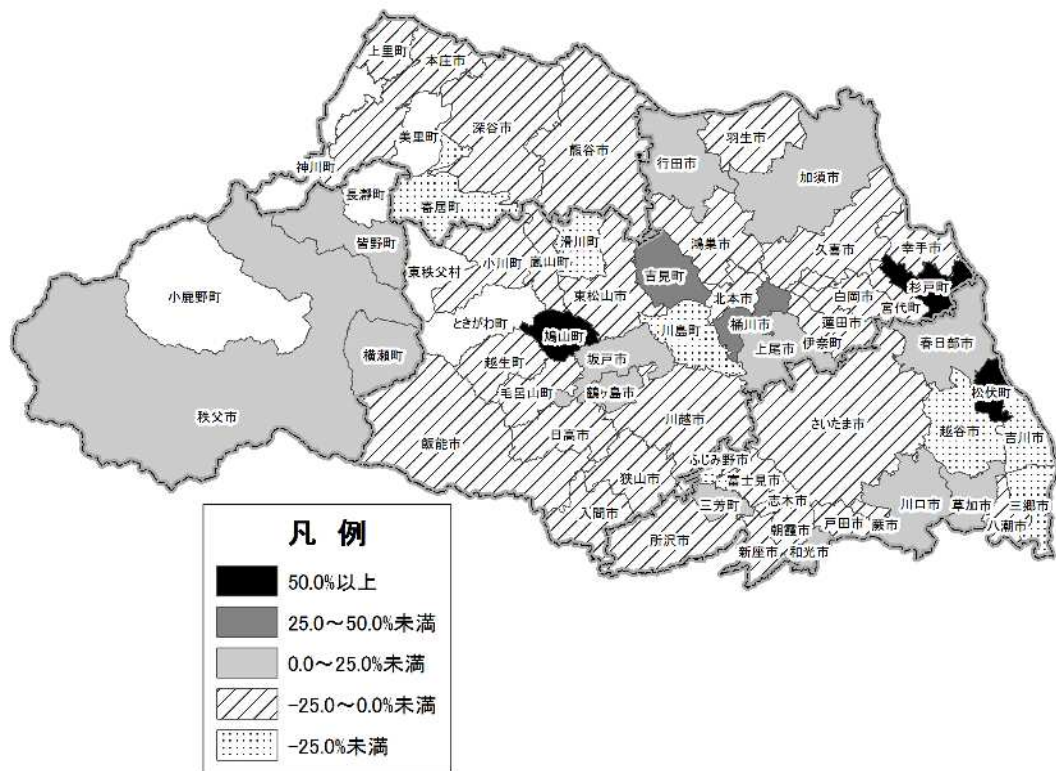 上里町
本庄市
神川町
美里町
深谷市
熊谷市
長瀞町
寄居町
皆野町
小鹿野町
横瀬町
秩父市
東秩父村
小川町
嵐山町
滑川町
東松山市
ときがわ町
鳩山町
越生町
毛呂山町
坂戸市
鶴ヶ島市
川島町
吉見町
行田市
羽生市
加須市
鴻巣市
久喜市
幸手市
杉戸町
宮代町
白岡市
蓮田市
北本市
桶川市
上尾市
伊奈町
春日部市
松伏町
越谷市
吉川市
さいたま市
川越市
飯能市
日高市
狭山市
入間市
所沢市
ふじみ野市
富士見市
三芳町
志木市
朝霞市
新座市
和光市
戸田市
蕨市
川口市
草加市
八潮市
三郷市
凡 例
50.0%以上
25.0～50.0%未満
0.0～25.0%未満
-25.0～0.0%未満
-25.0%未満